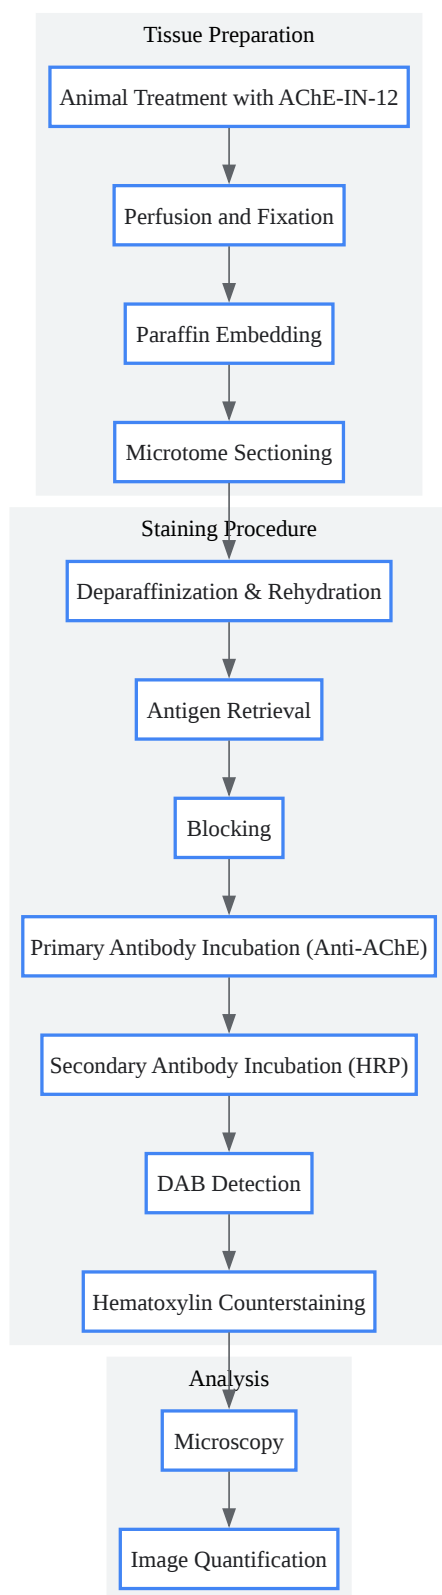 Tissue Preparation
Animal Treatment with AChE-IN-12
Perfusion and Fixation
Paraffin Embedding
Microtome Sectioning
Staining Procedure
Deparaffinization & Rehydration
Antigen Retrieval
Blocking
Primary Antibody Incubation (Anti-AChE)
Secondary Antibody Incubation (HRP)
DAB Detection
Hematoxylin Counterstaining
Analysis
Microscopy
Image Quantification